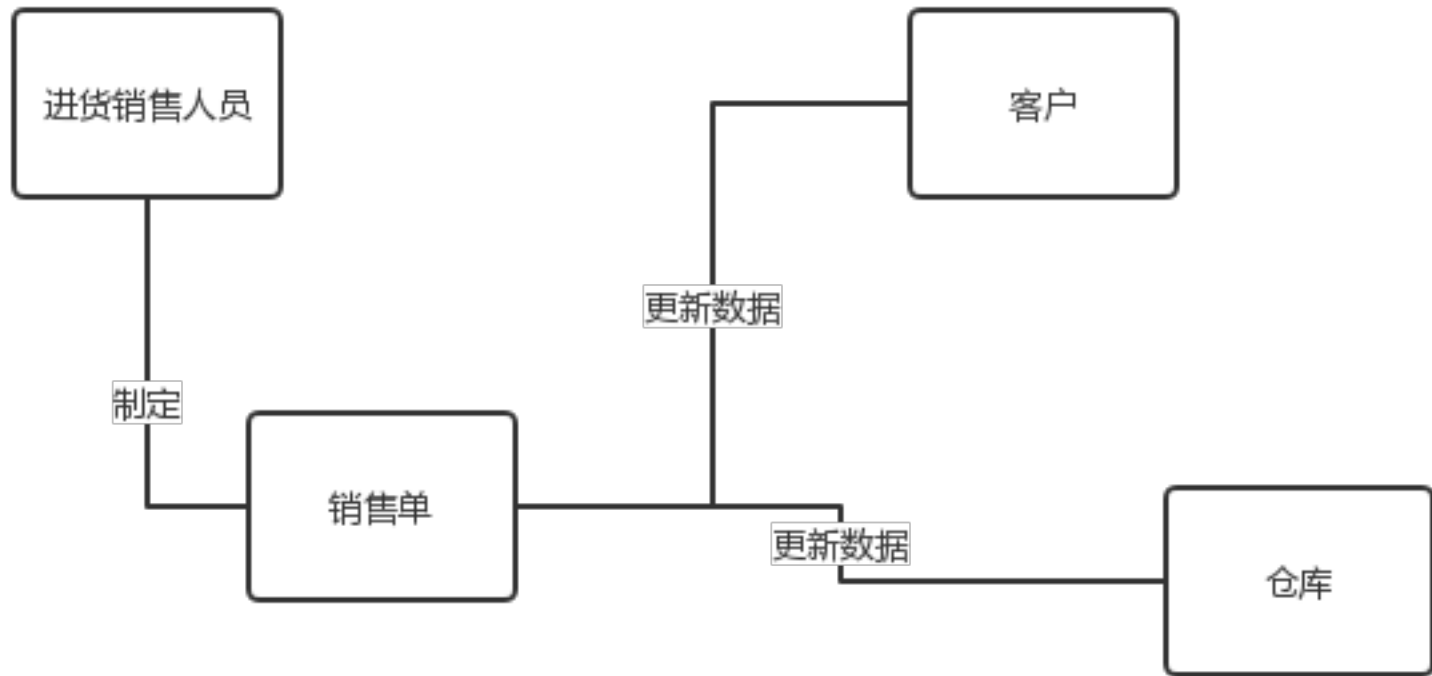 进货销售人员
客户
更新数据
制定
销售单
更新数据
仓库